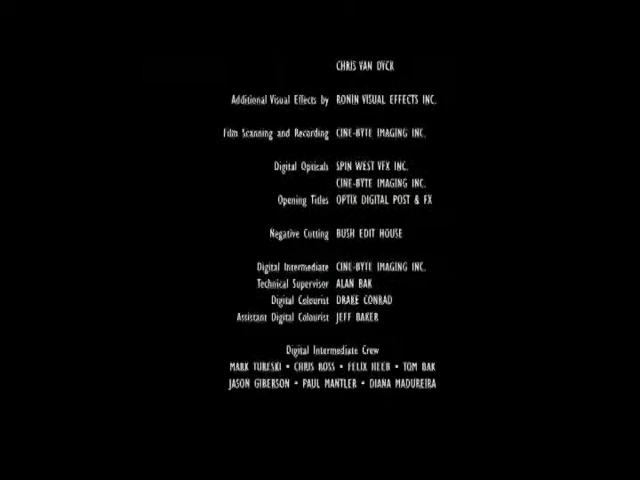 CHRIS VAN DYCK
Additional Visual Effects by RONIN VISUAL EFFECTS INC.
Film Scanning and Recording CINE-BYTE IMAGING INC.
Digital Opticals SPIN WEST VFX INC.
CINE-BYTE IMAGING INC.
Opening Titles OPTIX DIGITAL POST & FX
Negative Cutting BUSH EDIT HOUSE
Digital Intermediate CINE-BYTE IMAGING INC.
Technical Supervisor ALAN BAK
Digital Colourist DRAKE CONRAD
Assistant Digital Colourist JEFF BAKER
Digital Intermediate Crew
MARK TURESKI • CHRIS ROSS • FELIX HEEB • TOM BAK
JASON GIBERSON • PAUL MANTLER • DIANA MADUREIRA